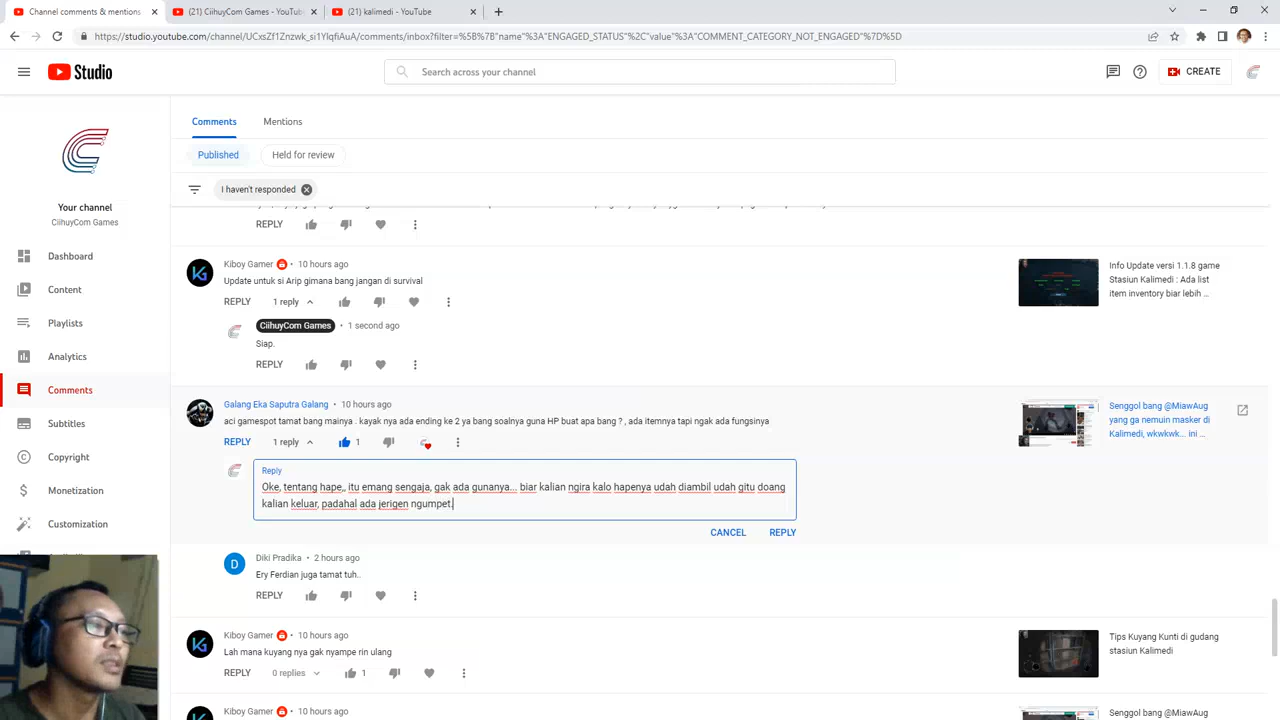 Channel comments & mentions
(21) CiihuyCom Games - YouTub
(21) kalimedi - YouTube
https://studio.youtube.com/channel/UCxsZf1Znzwk_si1YlqfiAuA/comments/inbox?filter=%5B%7B"name"%3A"ENGAGED_STATUS"%2C"value"%3A"COMMENT_CATEGORY_NOT_ENGAGED"%7D%5D
Studio
Search across your channel
CREATE
Comments
Mentions
Published
Held for review
I haven't responded
Your channel
CiihuyCom Games
Dashboard
Content
Playlists
Analytics
Comments
Subtitles
Copyright
Monetization
Customization
REPLY
Kiboy Gamer • 10 hours ago
Update untuk si Arip gimana bang jangan di survival
REPLY 1 reply
CiihuyCom Games • 1 second ago
Siap.
REPLY
Info Update versi 1.1.8 game
Stasiun Kalimedi : Ada list
item inventory biar lebih ...
Galang Eka Saputra Galang • 10 hours ago
aci gamespot tamat bang mainya . kayak nya ada ending ke 2 ya bang soalnya guna HP buat apa bang ? , ada itemnya tapi ngak ada fungsinya
REPLY 1 reply 1
Senggol bang @MiawAug
yang ga nemuin masker di
Kalimedi, wkwkwk... ini ...
Reply
Oke, tentang hape,, itu emang sengaja, gak ada gunanya... biar kalian ngira kalo hapenya udah diambil udah gitu doang
kalian keluar, padahal ada jerigen ngumpet.
CANCEL REPLY
Diki Pradika • 2 hours ago
Ery Ferdian juga tamat tuh..
REPLY
Kiboy Gamer • 10 hours ago
Lah mana kuyang nya gak nyampe rin ulang
REPLY 0 replies 1
Tips Kuyang Kunti di gudang
stasiun Kalimedi
Kiboy Gamer • 10 hours ago
Senggol bang @MiawAug